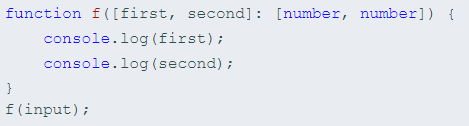 function f([first, second]: [number, number]) {
    console.log(first);
    console.log(second);
}
f(input);